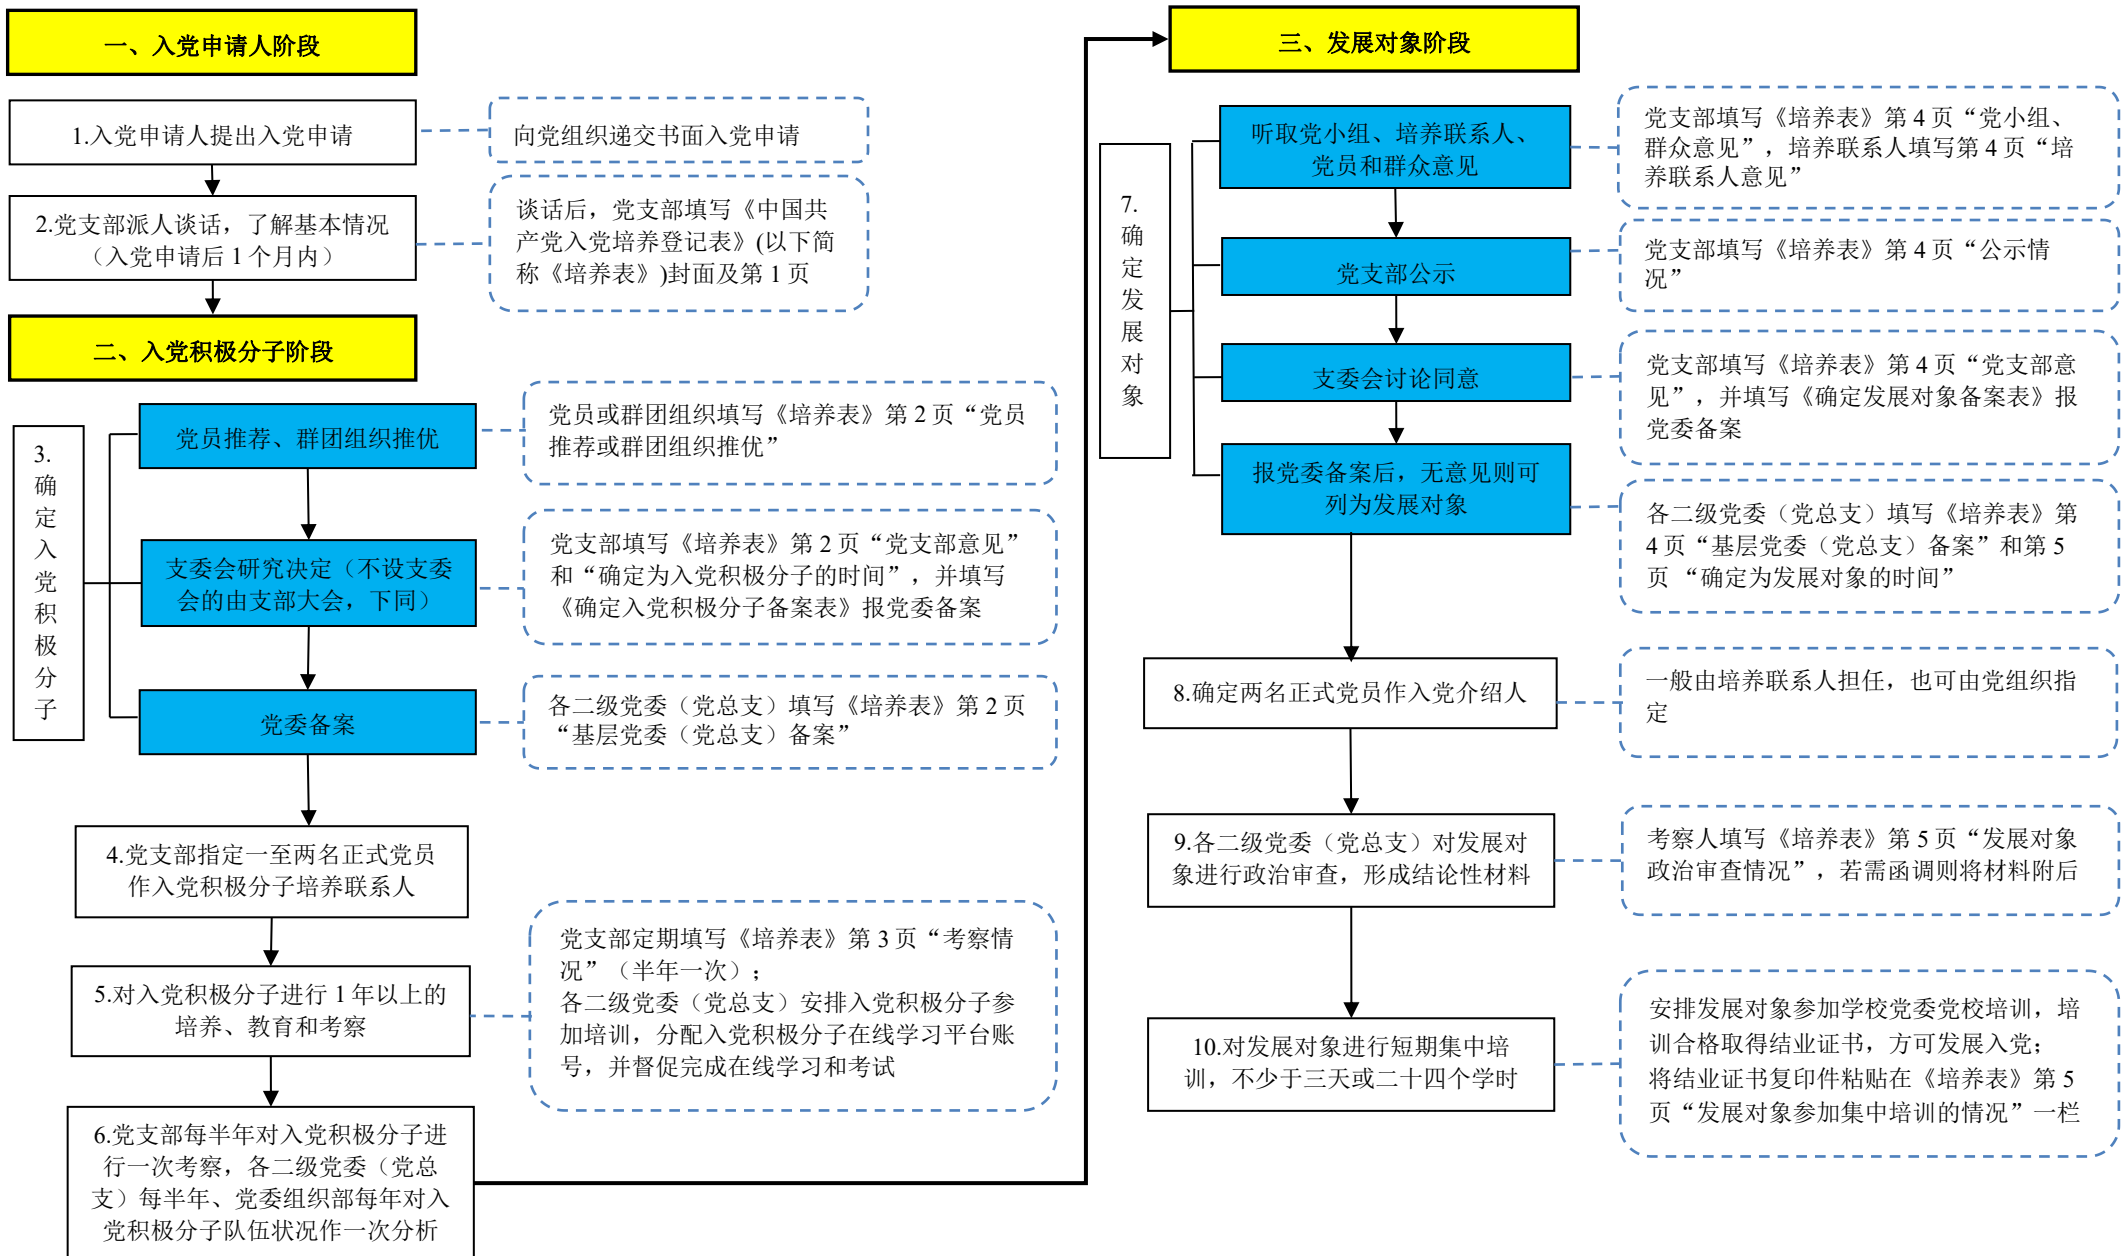 一、入党申请人阶段
1.入党申请人提出入党申请
向党组织递交书面入党申请
2.党支部派人谈话，了解基本情况
（入党申请后 1 个月内）
谈话后，党支部填写《中国共
产党入党培养登记表》(以下简
称《培养表》)封面及第 1 页
二、入党积极分子阶段
3.
确
定
入
党
积
极
分
子
党员推荐、群团组织推优
党员或群团组织填写《培养表》第 2 页“党员
推荐或群团组织推优”
支委会研究决定（不设支委
会的由支部大会，下同）
党支部填写《培养表》第 2 页“党支部意见”
和“确定为入党积极分子的时间”，并填写
《确定入党积极分子备案表》报党委备案
党委备案
各二级党委（党总支）填写《培养表》第 2 页
“基层党委（党总支）备案”
4.党支部指定一至两名正式党员
作入党积极分子培养联系人
5.对入党积极分子进行 1 年以上的
培养、教育和考察
党支部定期填写《培养表》第 3 页“考察情
况”（半年一次）；
各二级党委（党总支）安排入党积极分子参
加培训，分配入党积极分子在线学习平台账
号，并督促完成在线学习和考试
6.党支部每半年对入党积极分子进
行一次考察，各二级党委（党总
支）每半年、党委组织部每年对入
党积极分子队伍状况作一次分析
三、发展对象阶段
7.
确
定
发
展
对
象
听取党小组、培养联系人、
党员和群众意见
党支部填写《培养表》第 4 页“党小组、
群众意见”，培养联系人填写第 4 页“培
养联系人意见”
党支部公示
党支部填写《培养表》第 4 页“公示情
况”
支委会讨论同意
党支部填写《培养表》第 4 页“党支部意
见”，并填写《确定发展对象备案表》报
党委备案
报党委备案后，无意见则可
列为发展对象
各二级党委（党总支）填写《培养表》第
4 页“基层党委（党总支）备案”和第 5
页 “确定为发展对象的时间”
8.确定两名正式党员作入党介绍人
一般由培养联系人担任，也可由党组织指
定
9.各二级党委（党总支）对发展对
象进行政治审查，形成结论性材料
考察人填写《培养表》第 5 页“发展对象
政治审查情况”，若需函调则将材料附后
10.对发展对象进行短期集中培
训，不少于三天或二十四个学时
安排发展对象参加学校党委党校培训，培
训合格取得结业证书，方可发展入党；
将结业证书复印件粘贴在《培养表》第 5
页“发展对象参加集中培训的情况”一栏